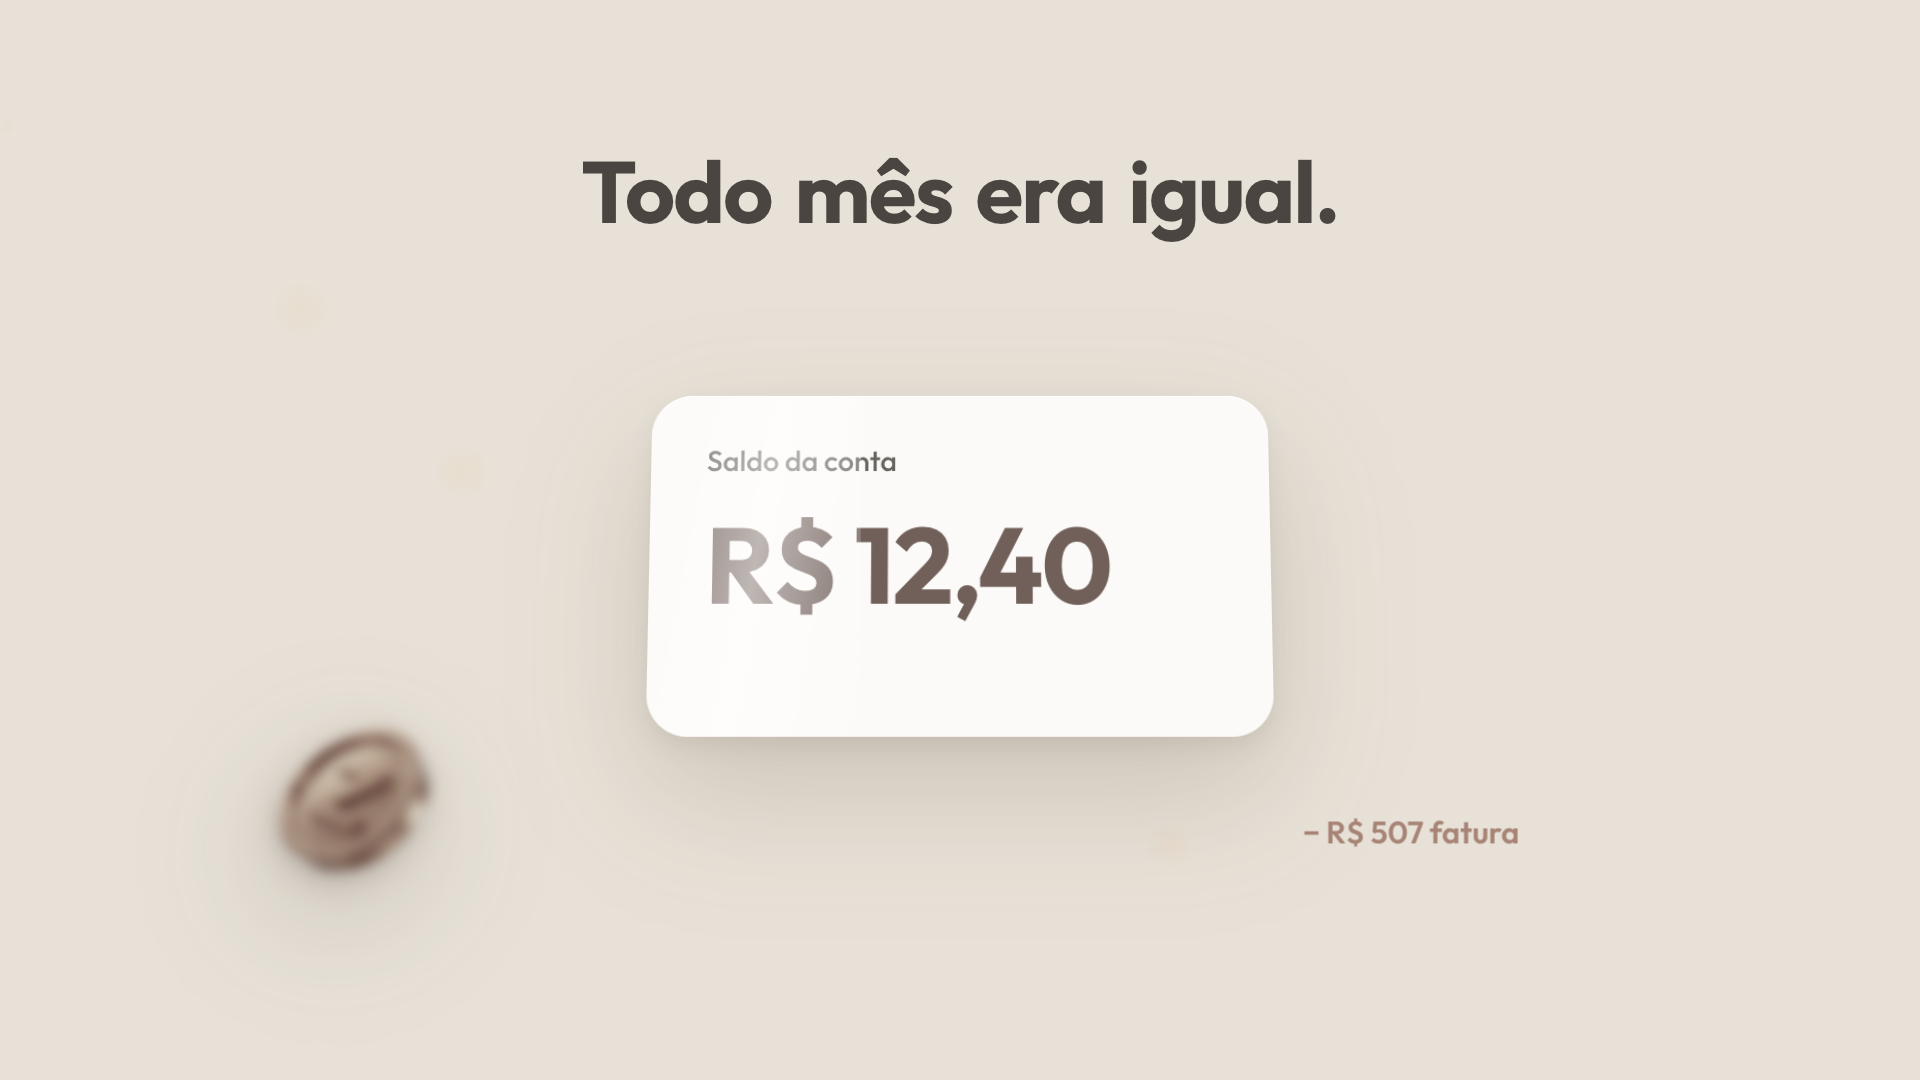 Todo mês era igual.
Saldo da conta
R$ 12,40
– R$ 507 fatura